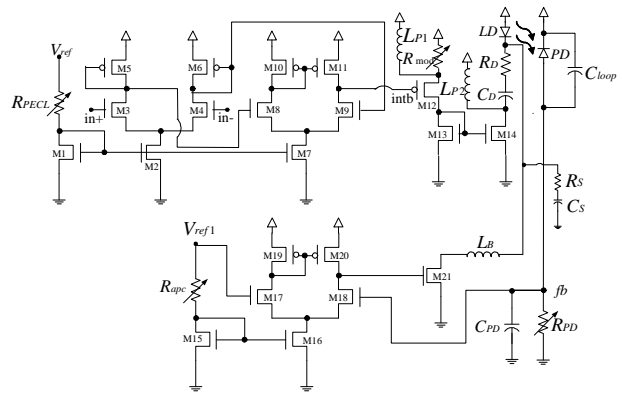 V_ref
R_PECL
in+
in-
M5
M6
M3
M4
M1
M2
M10
M11
M8
M9
M7
intb
L_P1
R_mod
M12
L_P2
M13
M14
LD
R_D
C_D
PD
C_loop
R_S
C_S
V_ref 1
R_apc
M19
M20
M17
M18
M15
M16
M21
L_B
fb
C_PD
R_PD